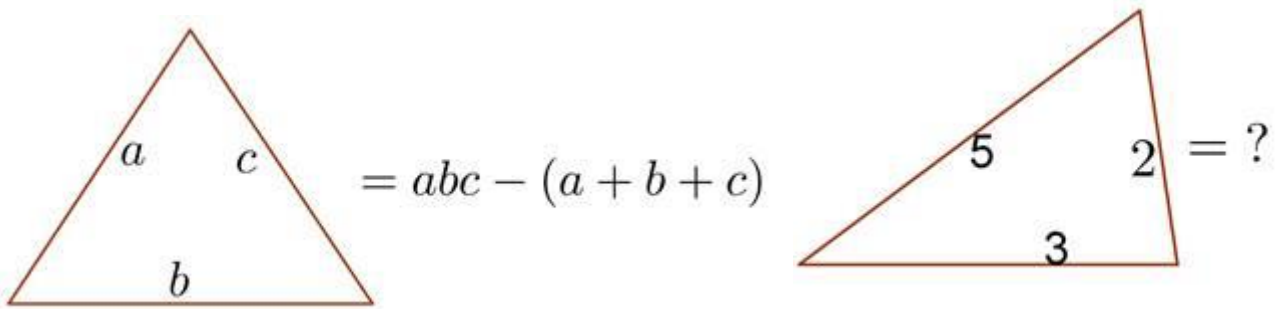 a
c
b
= abc − (a + b + c)
5
2
3
= ?